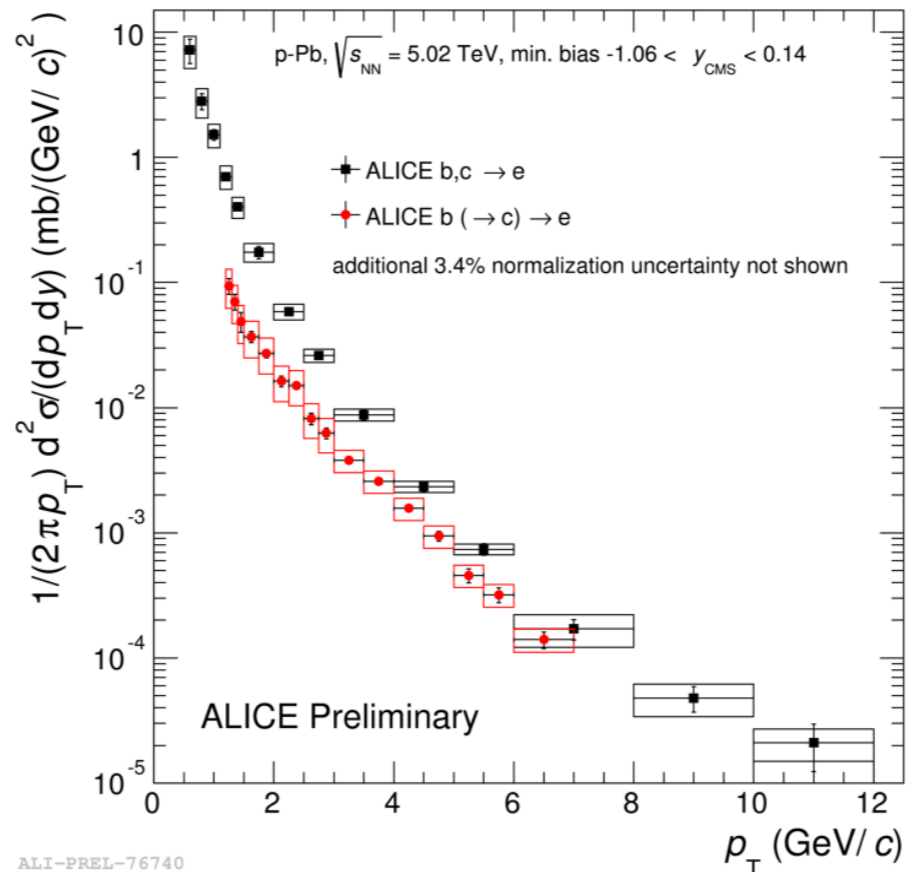 1/(2πp_T) d²σ/(dp_T dy) (mb/(GeV/c)²)
10
1
10⁻¹
10⁻²
10⁻³
10⁻⁴
10⁻⁵
p-Pb, √s_NN = 5.02 TeV, min. bias -1.06 < y_CMS < 0.14
ALICE b,c → e
ALICE b (→ c) → e
additional 3.4% normalization uncertainty not shown
ALICE Preliminary
0 2 4 6 8 10 12
p_T (GeV/c)
ALI-PREL-76740